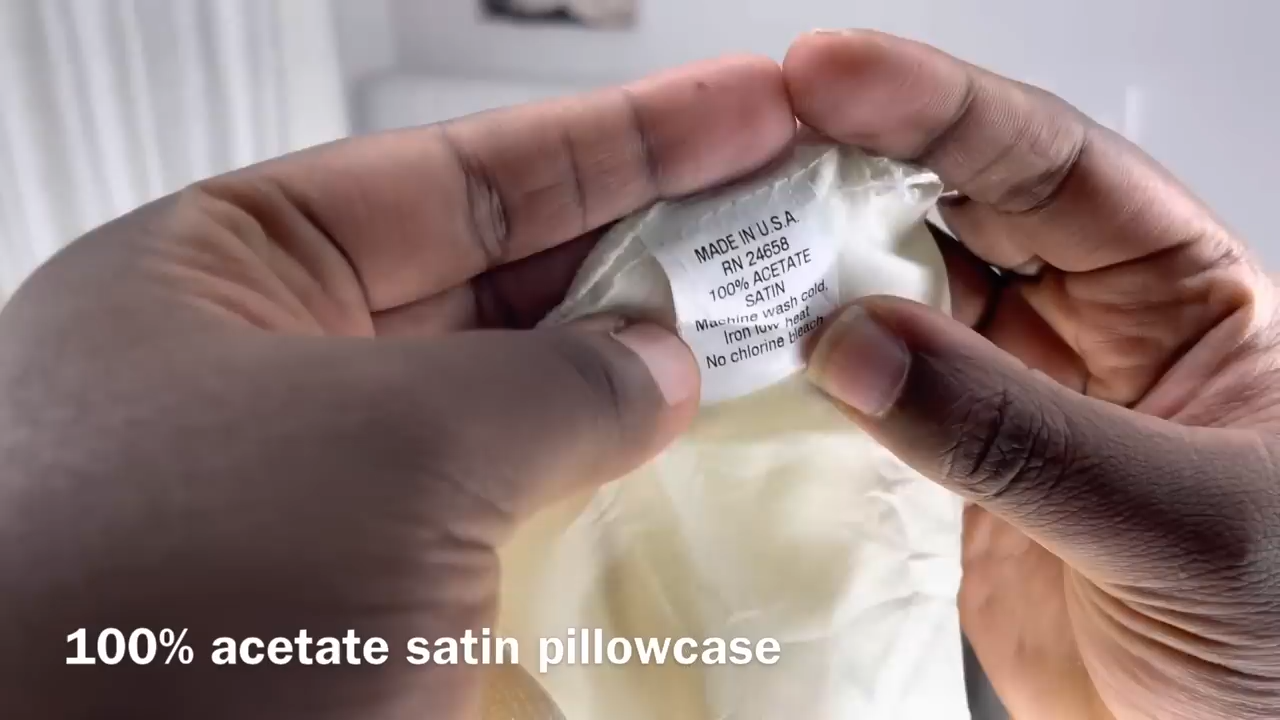 MADE IN U.S.A.
RN 24658
100% ACETATE
SATIN
Machine wash cold,
Iron low heat
No chlorine bleach
100% acetate satin pillowcase